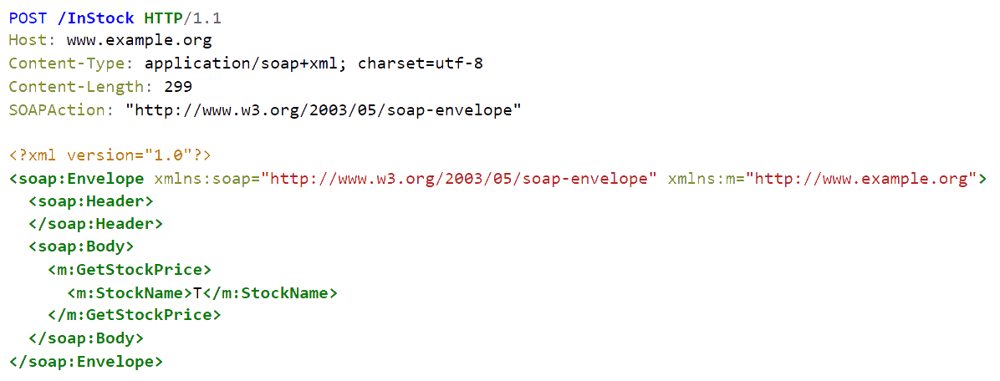 POST /InStock HTTP/1.1
Host: www.example.org
Content-Type: application/soap+xml; charset=utf-8
Content-Length: 299
SOAPAction: "http://www.w3.org/2003/05/soap-envelope"

<?xml version="1.0"?>
<soap:Envelope xmlns:soap="http://www.w3.org/2003/05/soap-envelope" xmlns:m="http://www.example.org">
  <soap:Header>
  </soap:Header>
  <soap:Body>
    <m:GetStockPrice>
      <m:StockName>T</m:StockName>
    </m:GetStockPrice>
  </soap:Body>
</soap:Envelope>